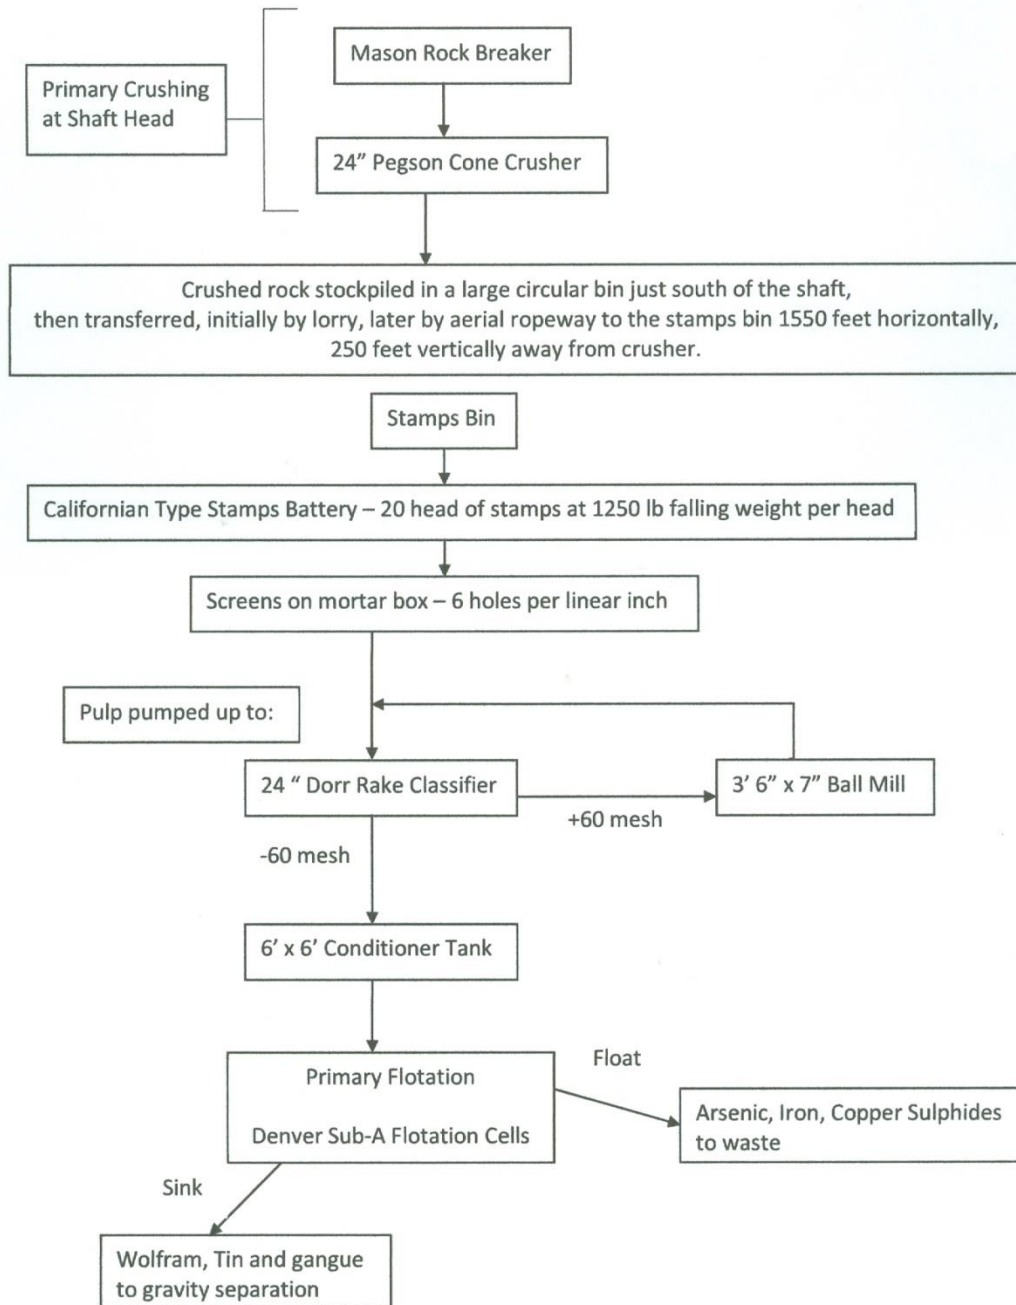 Mason Rock Breaker
Primary Crushing
at Shaft Head
24” Pegson Cone Crusher
Crushed rock stockpiled in a large circular bin just south of the shaft,
then transferred, initially by lorry, later by aerial ropeway to the stamps bin 1550 feet horizontally,
250 feet vertically away from crusher.
Stamps Bin
Californian Type Stamps Battery – 20 head of stamps at 1250 lb falling weight per head
Screens on mortar box – 6 holes per linear inch
Pulp pumped up to:
24 “ Dorr Rake Classifier
3’ 6” x 7” Ball Mill
+60 mesh
-60 mesh
6’ x 6’ Conditioner Tank
Primary Flotation
Denver Sub-A Flotation Cells
Float
Arsenic, Iron, Copper Sulphides
to waste
Sink
Wolfram, Tin and gangue
to gravity separation